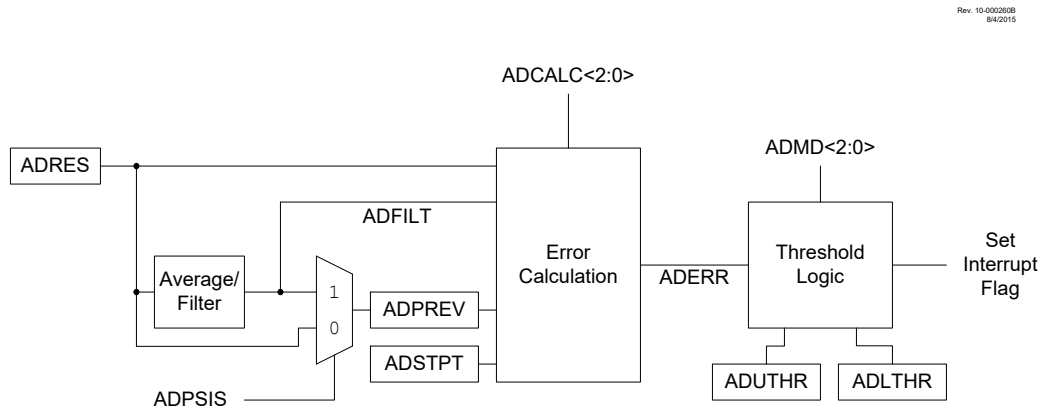 Rev. 10-000260B
8/4/2015
ADCALC<2:0>
ADMD<2:0>
ADRES
ADFILT
Average/
Filter
1
0
ADPREV
ADSTPT
ADPSIS
Error
Calculation
ADERR
Threshold
Logic
Set
Interrupt
Flag
ADUTHR
ADLTHR